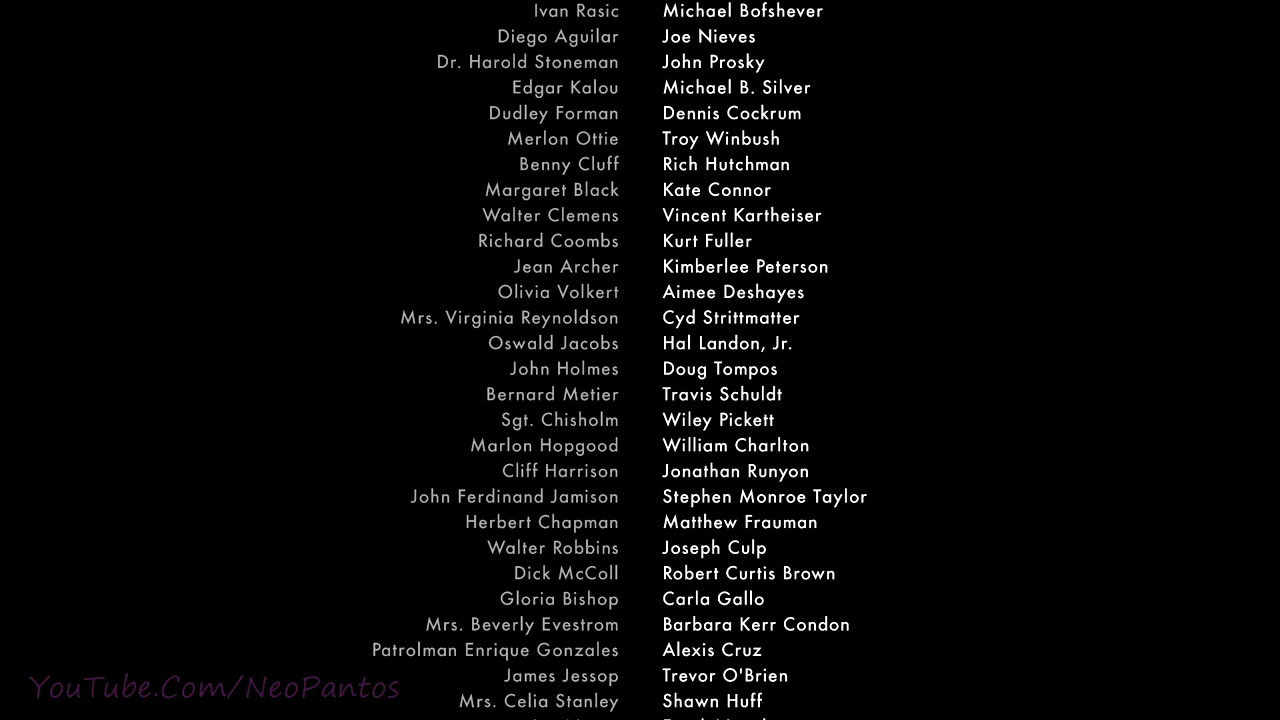 Ivan Rasic Michael Bofshever
Diego Aguilar Joe Nieves
Dr. Harold Stoneman John Prosky
Edgar Kalou Michael B. Silver
Dudley Forman Dennis Cockrum
Merlon Ottie Troy Winbush
Benny Cluff Rich Hutchman
Margaret Black Kate Connor
Walter Clemens Vincent Kartheiser
Richard Coombs Kurt Fuller
Jean Archer Kimberlee Peterson
Olivia Volkert Aimee Deshayes
Mrs. Virginia Reynoldson Cyd Strittmatter
Oswald Jacobs Hal Landon, Jr.
John Holmes Doug Tompos
Bernard Metier Travis Schuldt
Sgt. Chisholm Wiley Pickett
Marlon Hopgood William Charlton
Cliff Harrison Jonathan Runyon
John Ferdinand Jamison Stephen Monroe Taylor
Herbert Chapman Matthew Frauman
Walter Robbins Joseph Culp
Dick McColl Robert Curtis Brown
Gloria Bishop Carla Gallo
Mrs. Beverly Evestrom Barbara Kerr Condon
Patrolman Enrique Gonzales Alexis Cruz
James Jessop Trevor O'Brien
Mrs. Celia Stanley Shawn Huff
YouTube.Com/NeoPantos